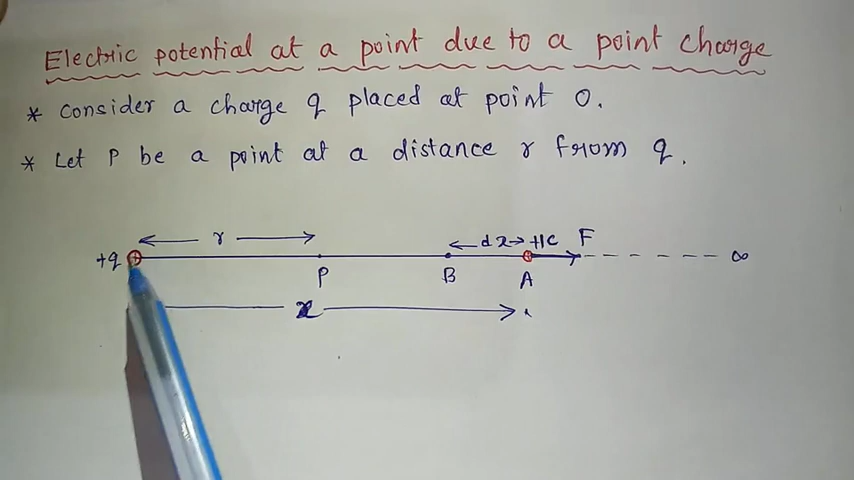 Electric potential at a point due to a point charge
* Consider a charge q placed at point O.
* Let P be a point at a distance r from q.
r dx +1C F
+q P B A ∞
x